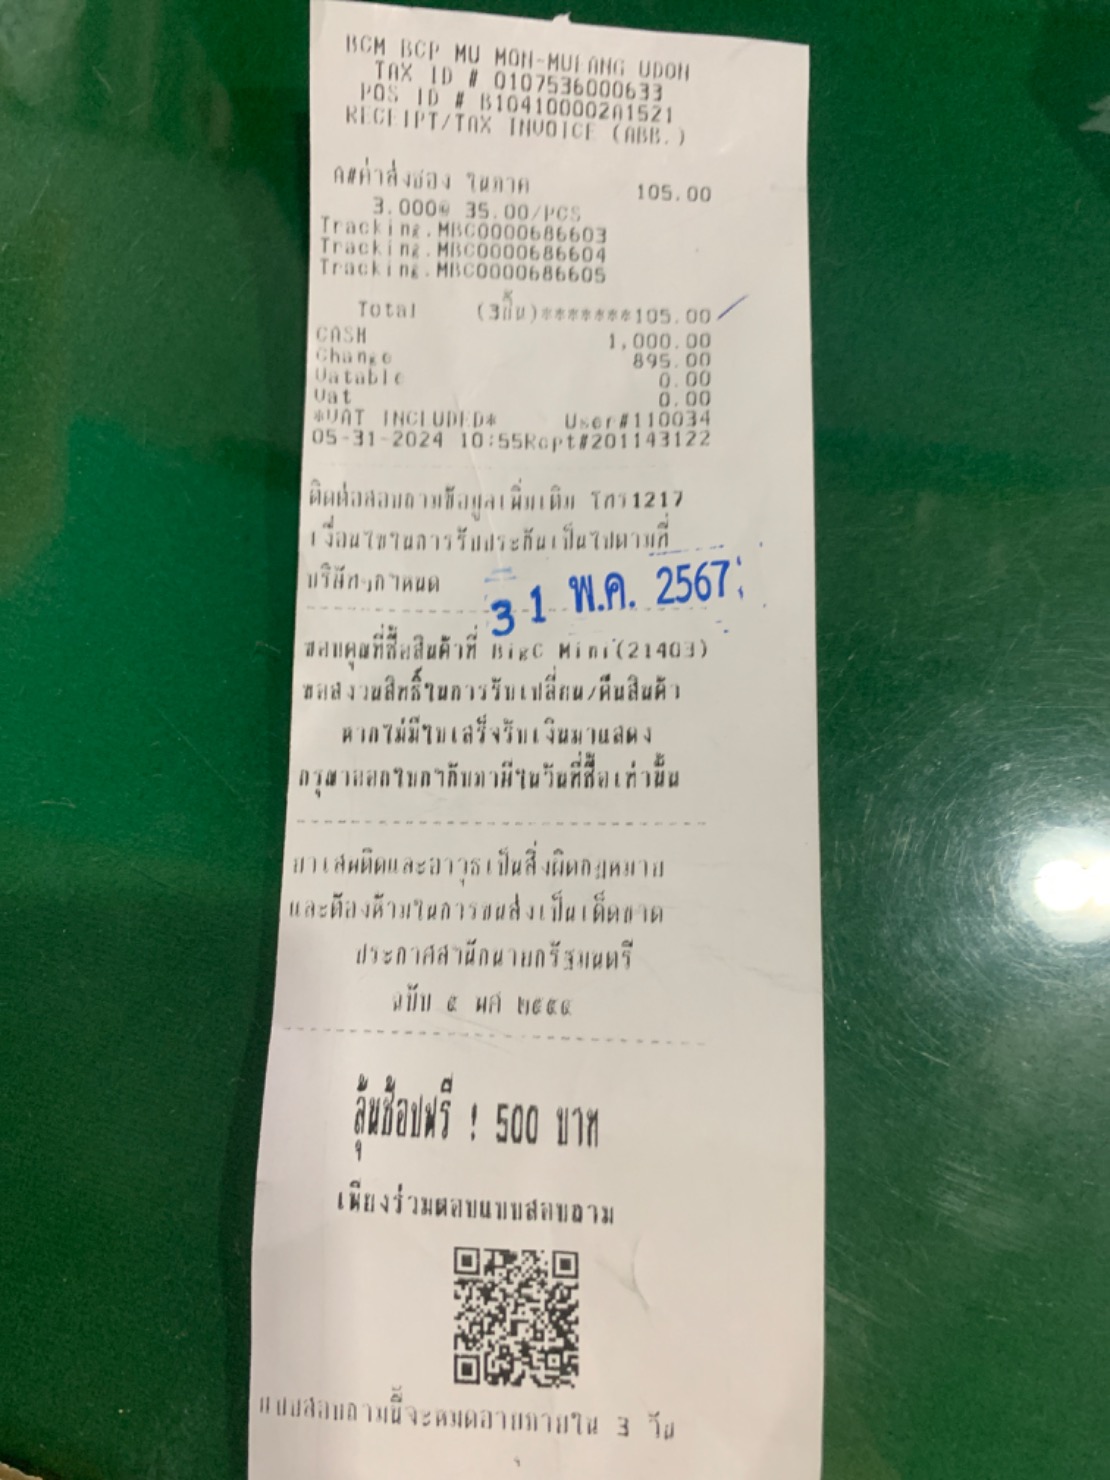 BCM BCP MU MON-MUEANG UDON
TAX ID # 0107536000633
POS ID # B104100002A1521
RECEIPT/TAX INVOICE (ABB.)
A#ค่าส่งซอง ในภาค 105.00
3.000@ 35.00/PCS
Tracking.MBC0000686603
Tracking.MBC0000686604
Tracking.MBC0000686605
Total (3ชิ้น)*******105.00
CASH 1,000.00
Change 895.00
Vatable 0.00
Vat 0.00
*VAT INCLUDED* User#110034
05-31-2024 10:55Rcpt#201143122
ติดต่อสอบถามข้อมูลเพิ่มเติม โทร1217
เงื่อนไขในการรับประกันเป็นไปตามที่
บริษัทฯกำหนด
31 พ.ค. 2567
ขอบคุณที่ซื้อสินค้าที่ BigC Mini(21403)
ขอสงวนสิทธิ์ในการรับเปลี่ยน/คืนสินค้า
หากไม่มีใบเสร็จรับเงินมาแสดง
กรุณาออกใบกำกับภาษีในวันที่ซื้อเท่านั้น
ยาเสพติดและอาวุธเป็นสิ่งผิดกฎหมาย
และต้องห้ามในการขนส่งเป็นเด็ดขาด
ประกาศสำนักนายกรัฐมนตรี
ฉบับ ๕ พศ ๒๕๕๔
ลุ้นช้อปฟรี ! 500 บาท
เพียงร่วมตอบแบบสอบถาม
แบบสอบถามนี้จะหมดอายุภายใน 3 วัน